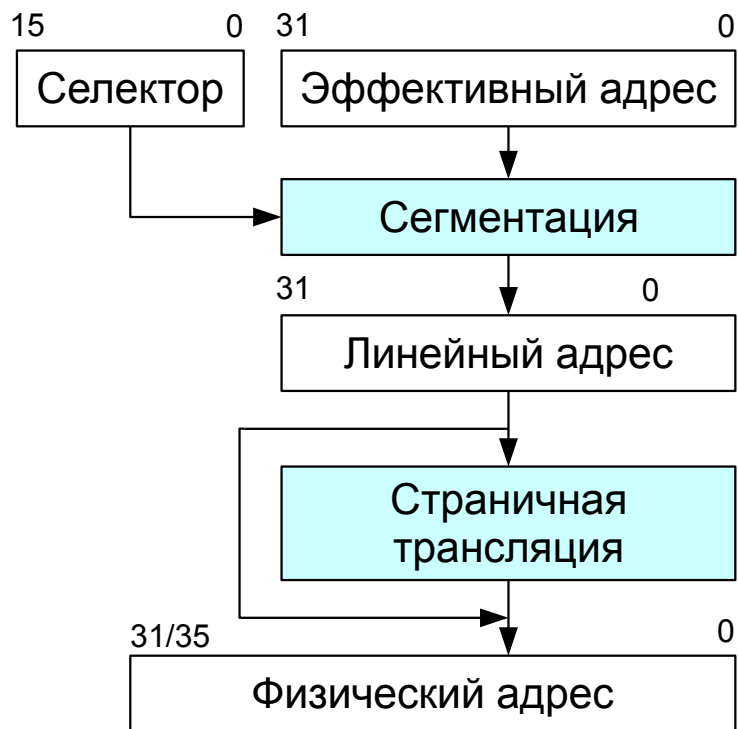 15 0 31 0
Селектор Эффективный адрес
Сегментация
31 0
Линейный адрес
Страничная
трансляция
31/35 0
Физический адрес